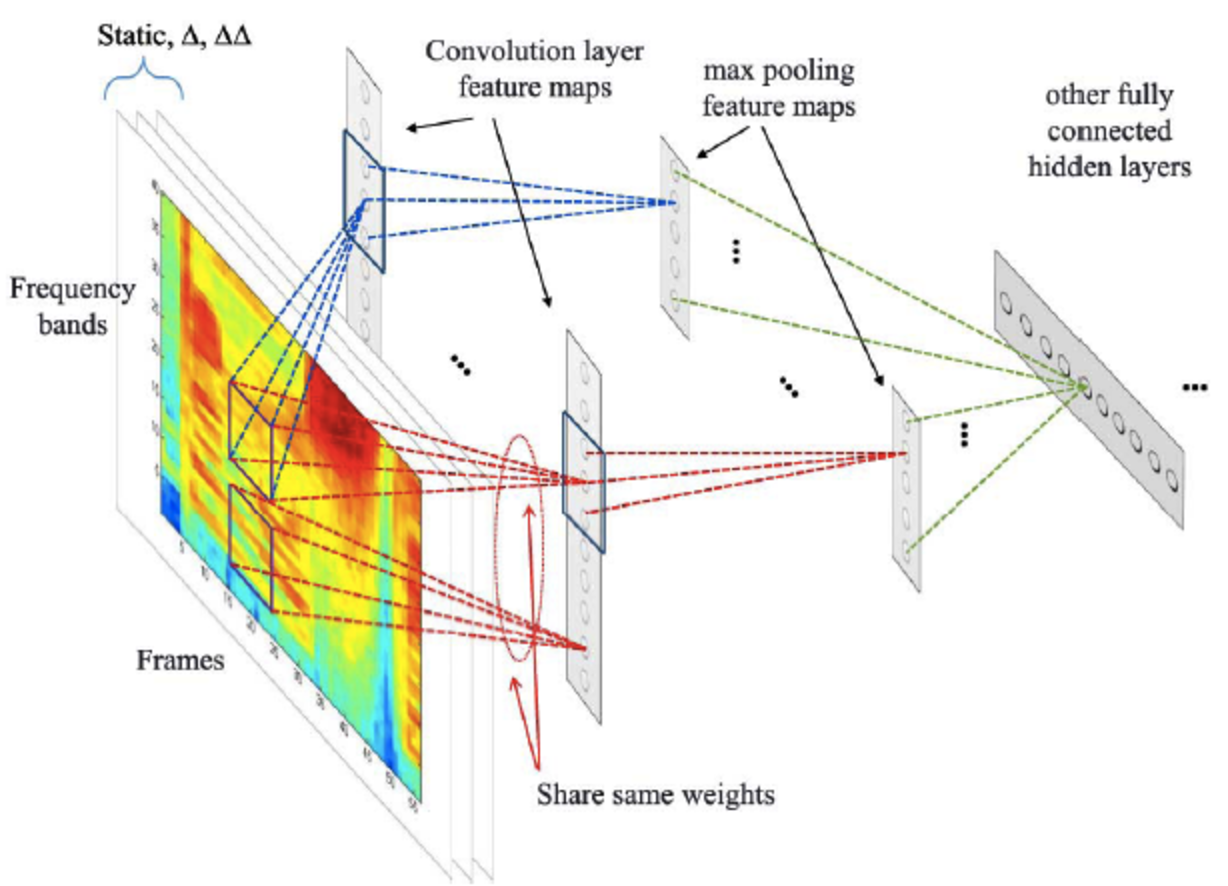 Static, Δ, ΔΔ
Convolution layer
feature maps
max pooling
feature maps
other fully
connected
hidden layers
Frequency
bands
40
35
30
25
20
15
10
5
5
10
15
20
25
30
35
40
45
50
55
Frames
Share same weights